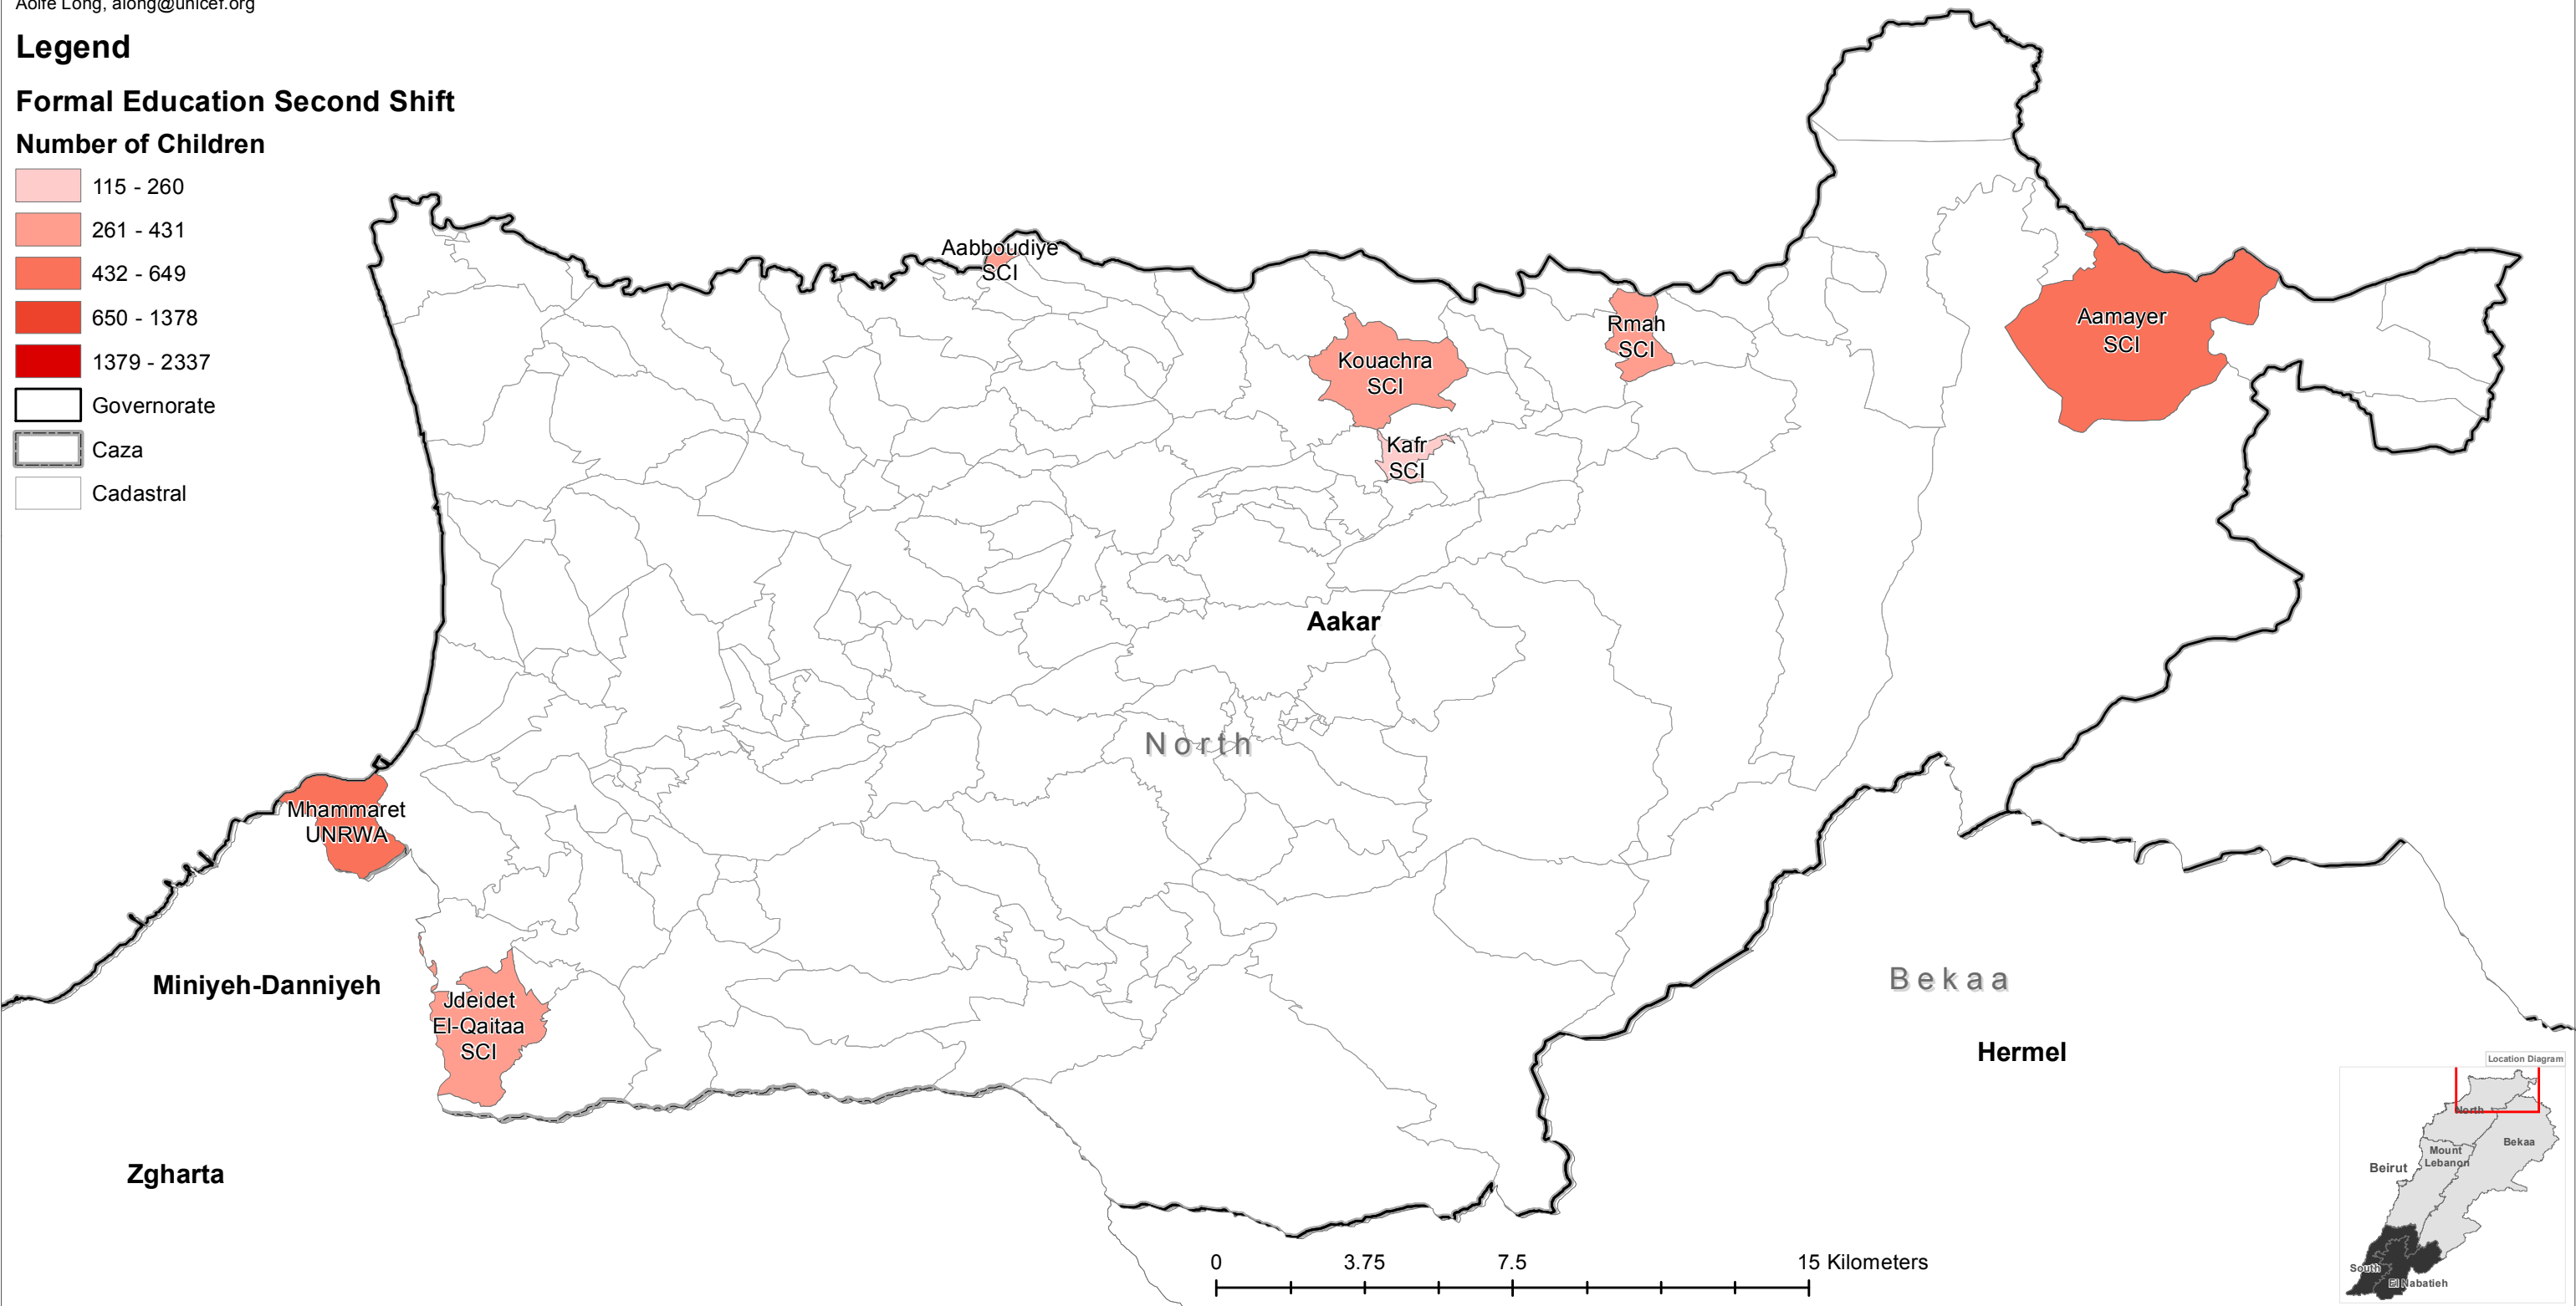 Aoife Long, along@unicef.org
Legend
Formal Education Second Shift
Number of Children
115 - 260
261 - 431
432 - 649
650 - 1378
1379 - 2337
Governorate
Caza
Cadastral
Aabboudiye
SCI
Kouachra
SCI
Rmah
SCI
Aamayer
SCI
Kafr
SCI
Aakar
North
Mhammaret
UNRWA
Miniyeh-Danniyeh
Jdeidet
El-Qaitaa
SCI
Bekaa
Hermel
Zgharta
0 3.75 7.5 15 Kilometers
Location Diagram
North
Bekaa
Mount
Lebanon
Beirut
South
El Nabatieh